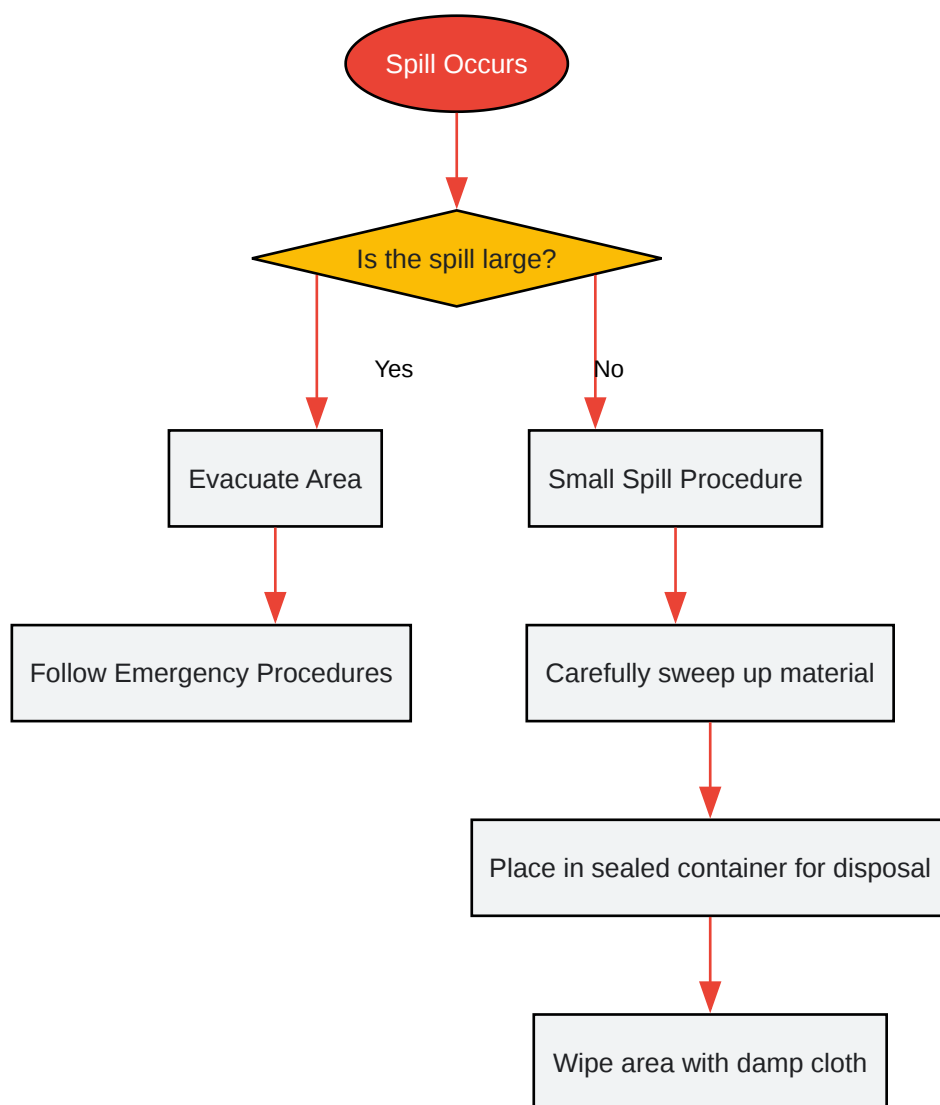 Spill Occurs
Is the spill large?
Yes
No
Evacuate Area
Small Spill Procedure
Follow Emergency Procedures
Carefully sweep up material
Place in sealed container for disposal
Wipe area with damp cloth